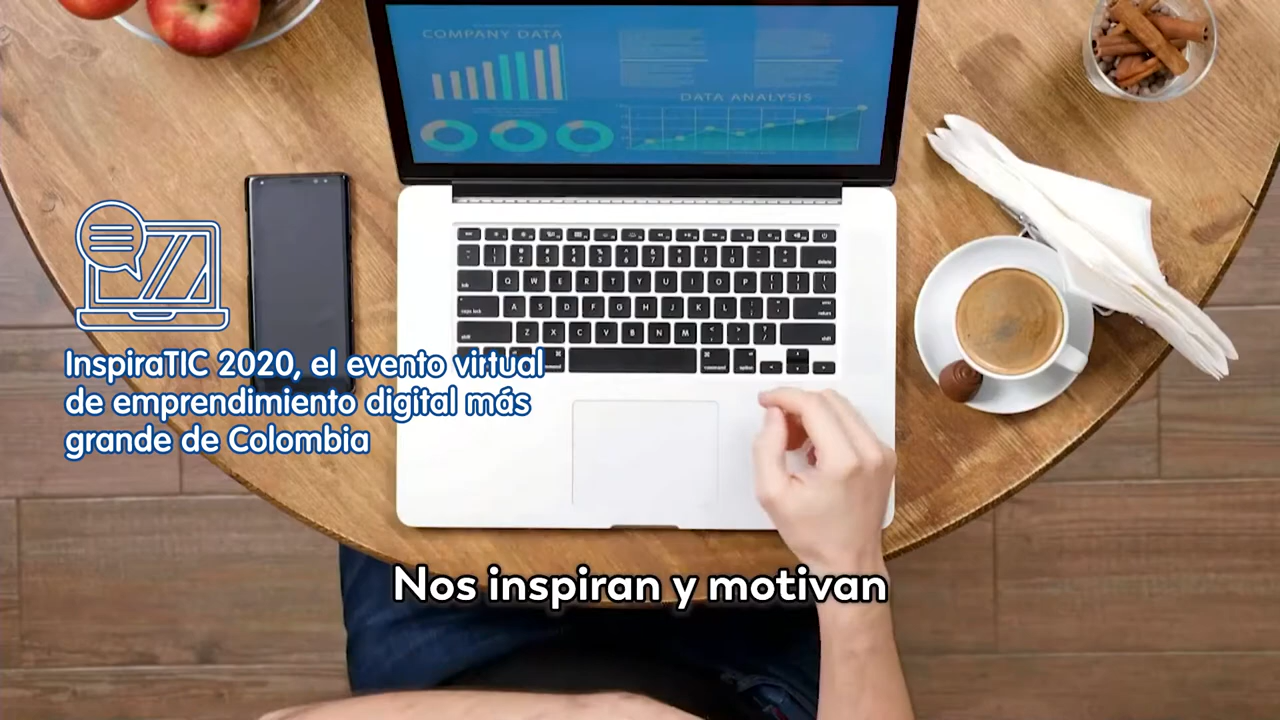 COMPANY DATA
DATA ANALYSIS
InspiraTIC 2020, el evento virtual
de emprendimiento digital más
grande de Colombia
Nos inspiran y motivan